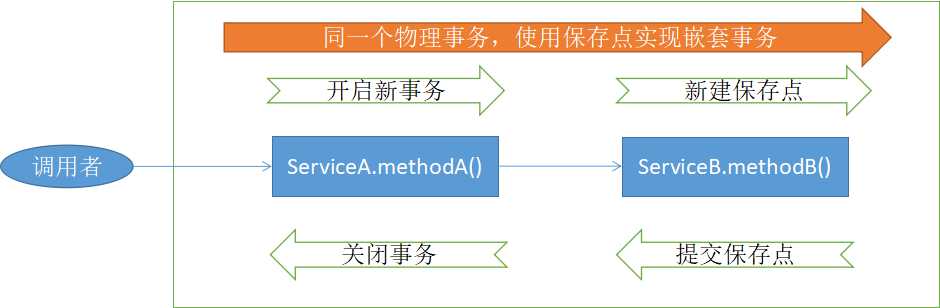 同一个物理事务，使用保存点实现嵌套事务
开启新事务
新建保存点
调用者
ServiceA.methodA()
ServiceB.methodB()
关闭事务
提交保存点